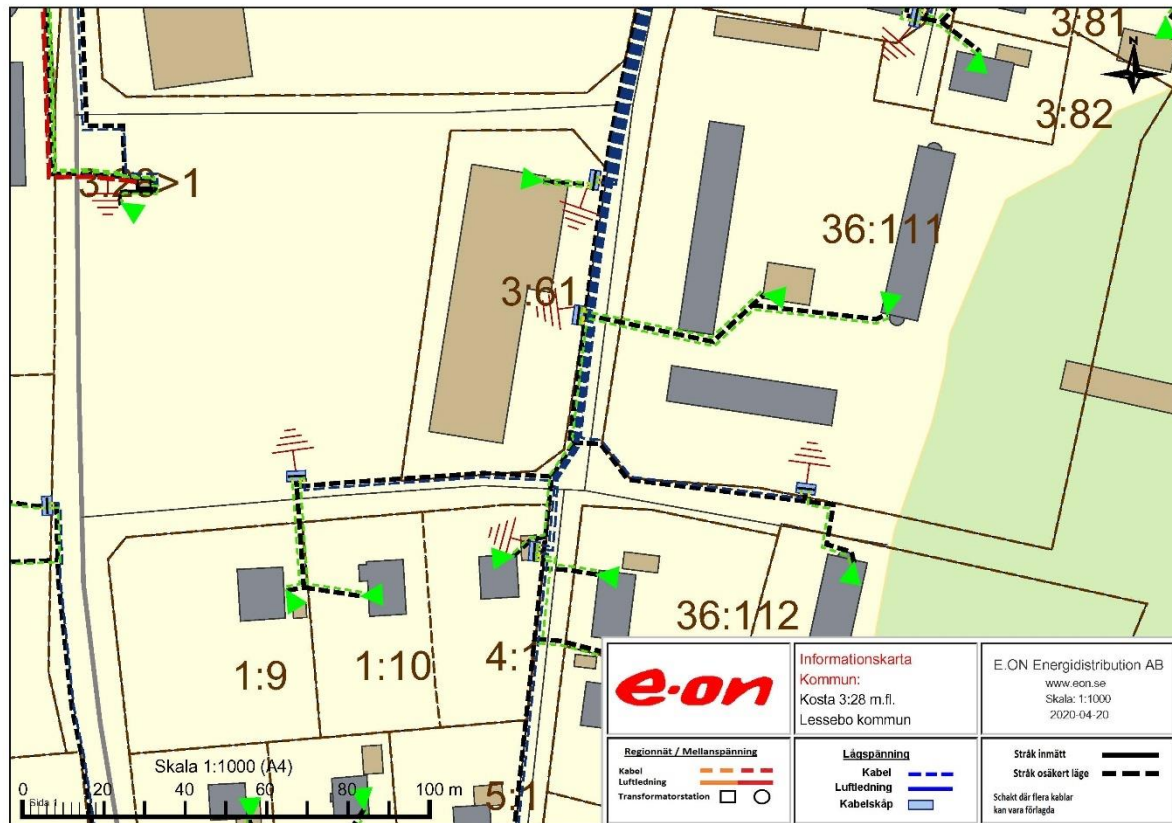 3:81
N
3:82
3:28>1
36:111
3:61
36:112
1:9
1:10
4:1
5:1
Skala 1:1000 (A4)
0 20 40 60 80 100 m
Sida 1
e·on
Informationskarta
Kommun:
Kosta 3:28 m.fl.
Lessebo kommun
E.ON Energidistribution AB
www.eon.se
Skala: 1:1000
2020-04-20
Regionnät / Mellanspänning
Kabel
Luftledning
Transformatorstation
Lågspänning
Kabel
Luftledning
Kabelskåp
Stråk inmätt
Stråk osäkert läge
Schakt där flera kablar
kan vara förlagda